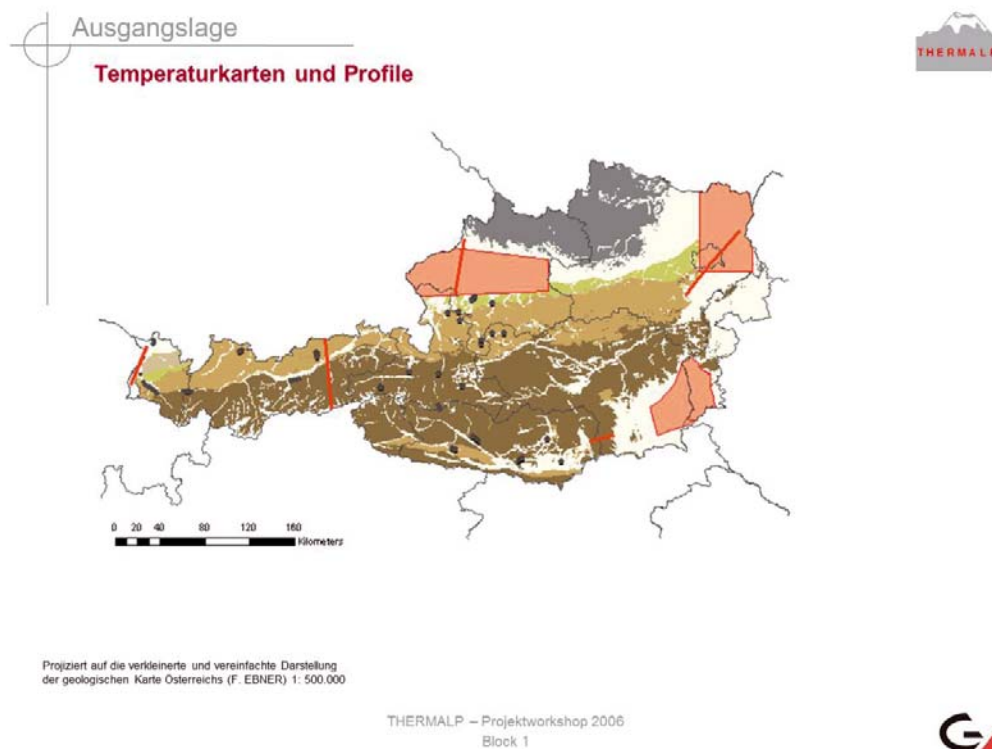 Ausgangslage
THERMALP
Temperaturkarten und Profile
0 20 40 80 120 160
Kilometers
Projiziert auf die verkleinerte und vereinfachte Darstellung
der geologischen Karte Österreichs (F. EBNER) 1: 500.000
THERMALP – Projektworkshop 2006
Block 1